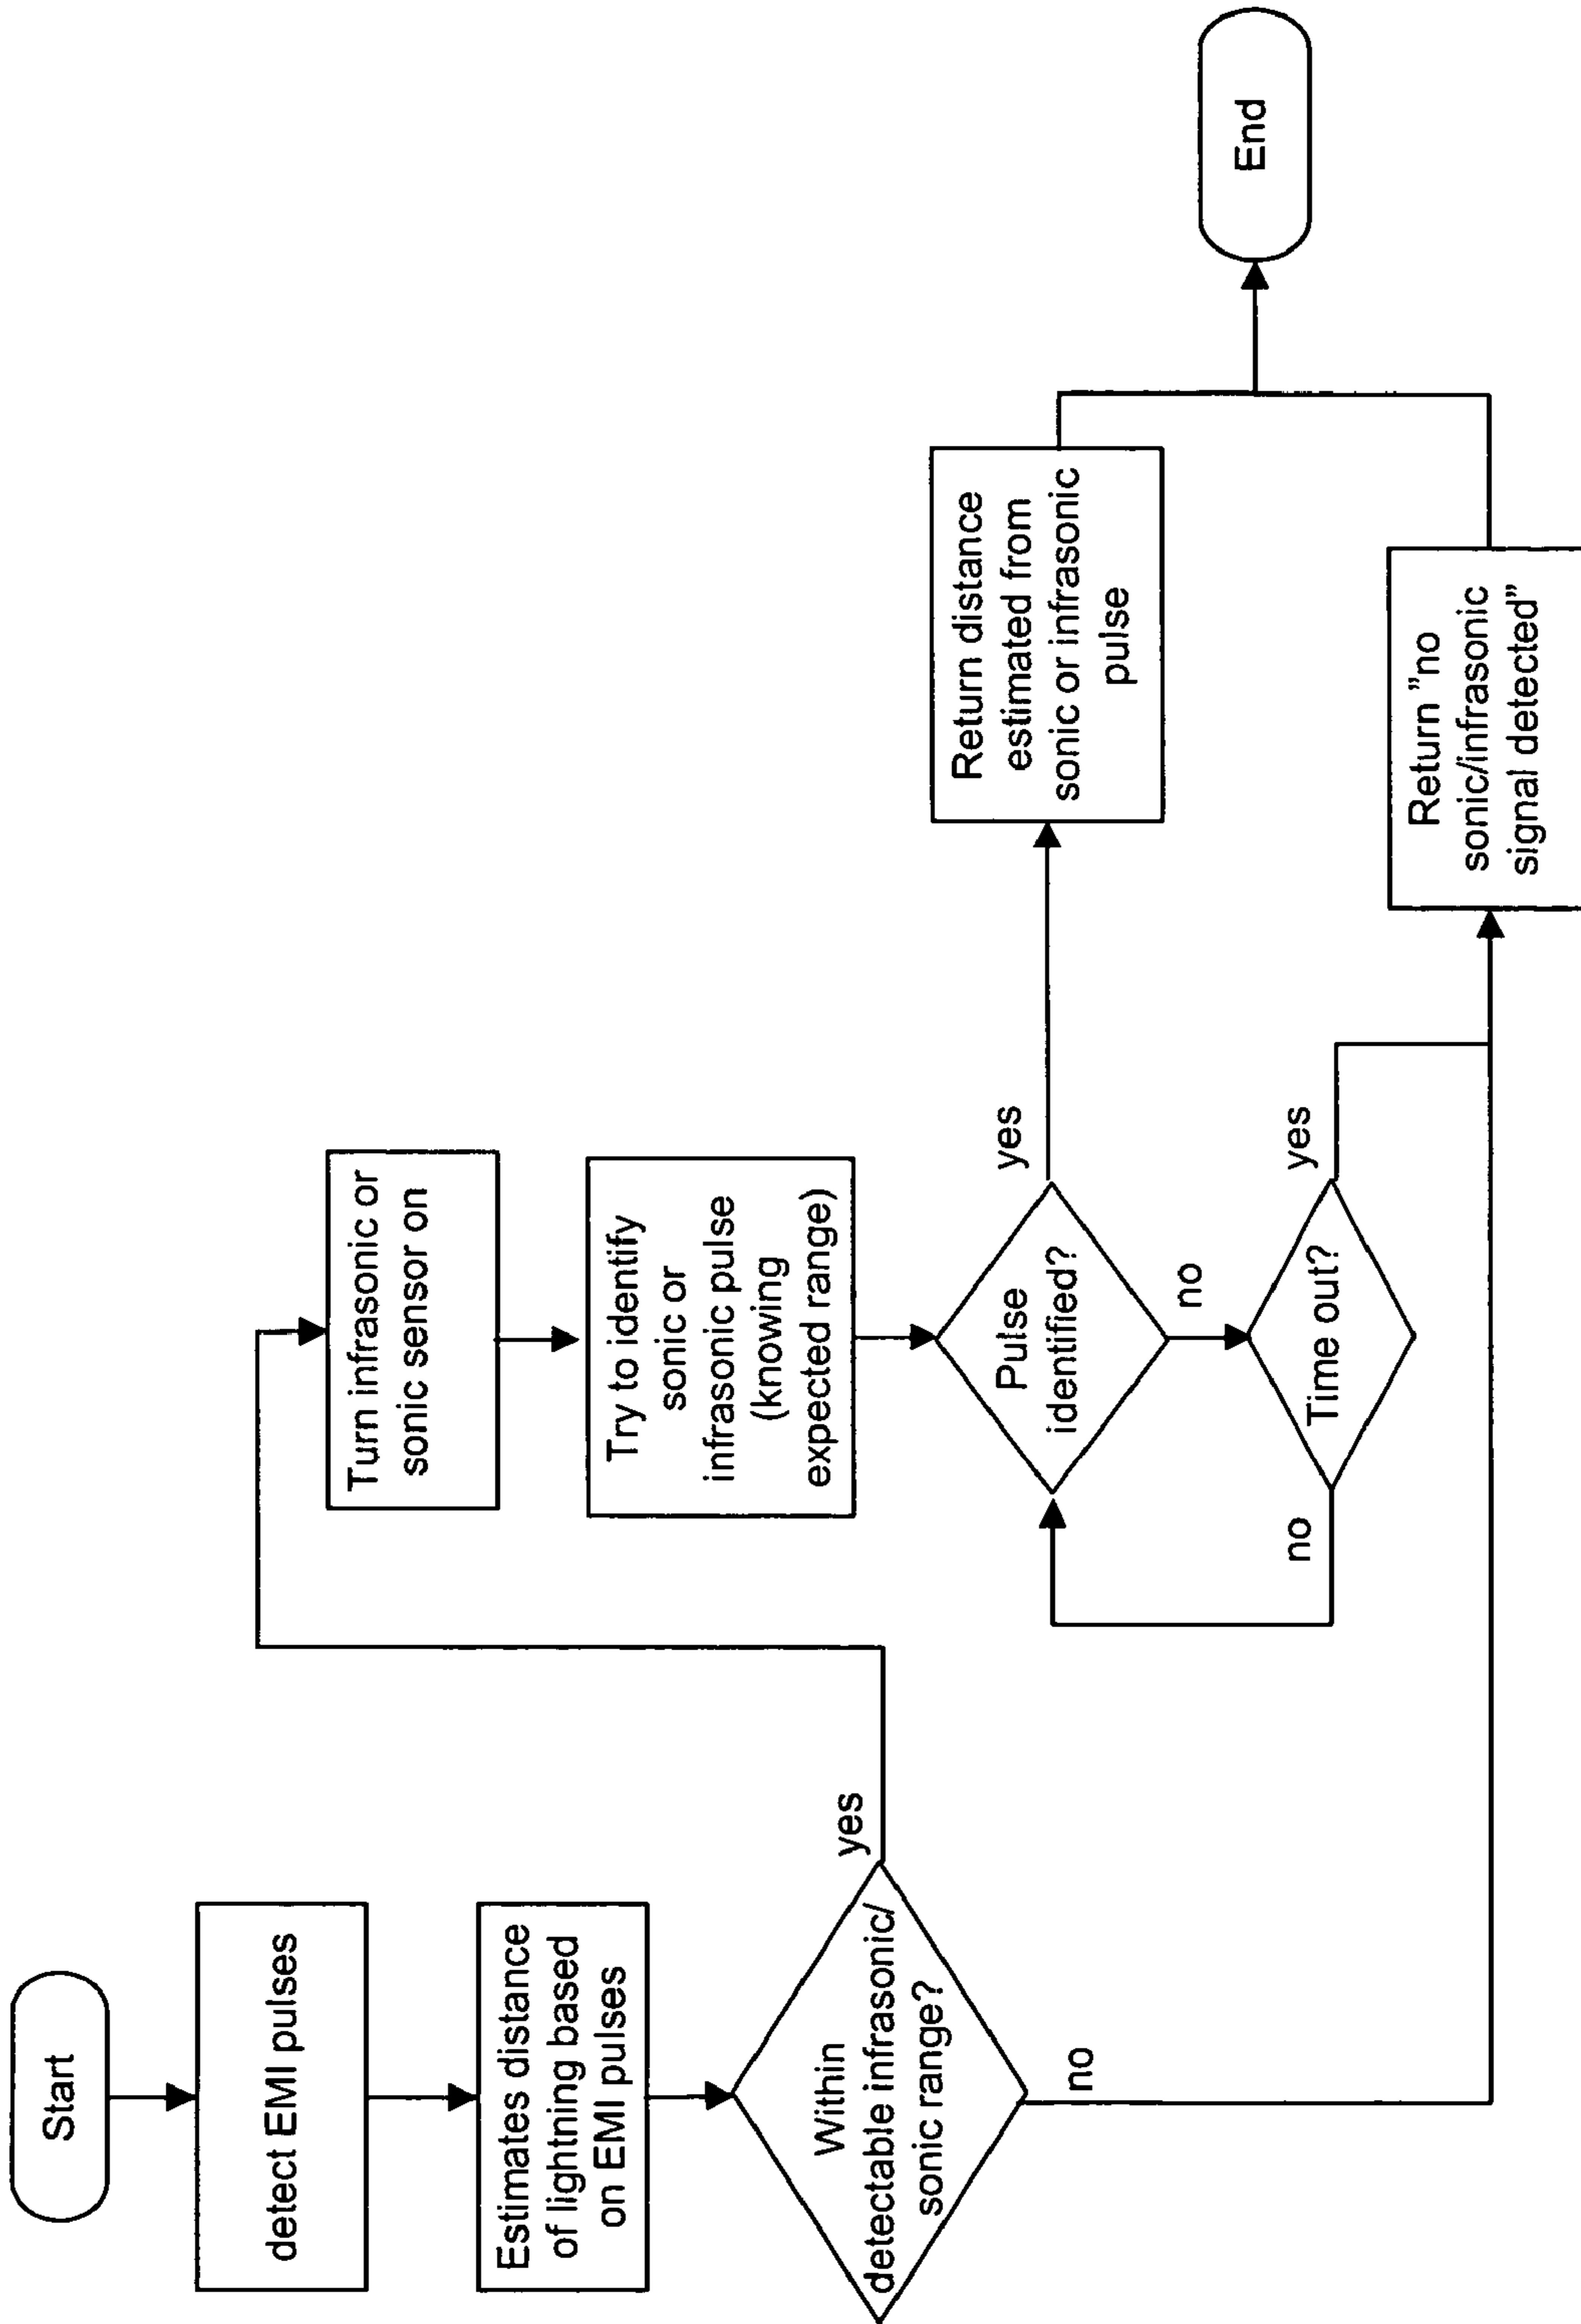 Start
detect EMI pulses
Estimates distance
of lightning based
on EMI pulses
Within
detectable infrasonic/
sonic range?
yes
no
Turn infrasonic or
sonic sensor on
Try to identify
sonic or
infrasonic pulse
(knowing
expected range)
Pulse
identified?
yes
no
Time out?
yes
no
Return distance
estimated from
sonic or infrasonic
pulse
Return ”no
sonic/infrasonic
signal detected”
End